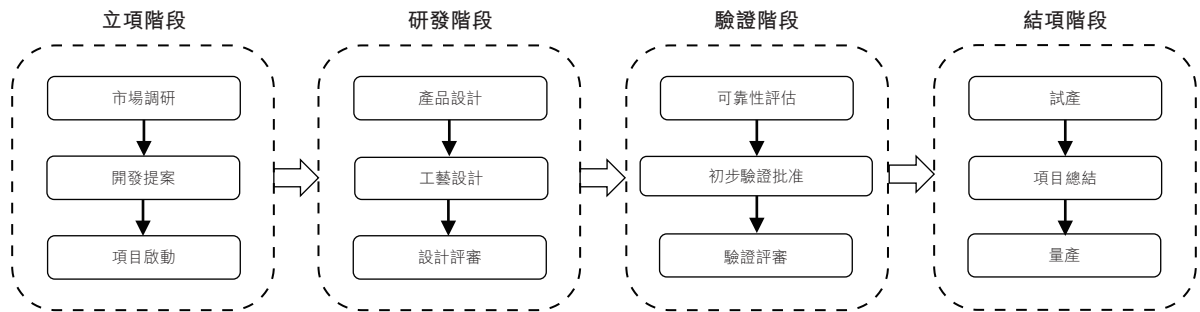 立項階段
市場調研
開發提案
項目啟動
研發階段
產品設計
工藝設計
設計評審
驗證階段
可靠性評估
初步驗證批准
驗證評審
結項階段
試產
項目總結
量產